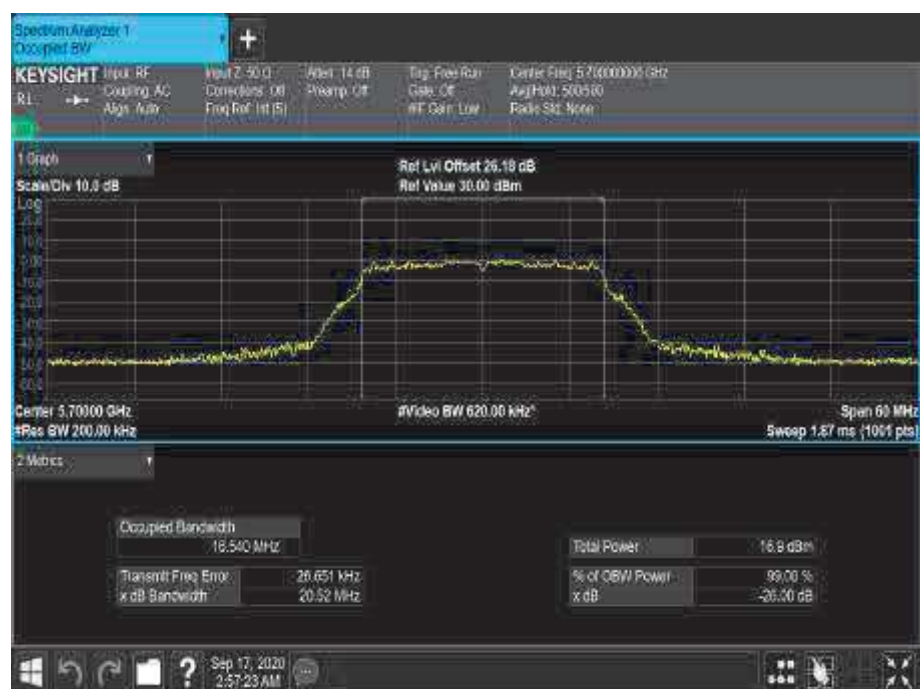 Spectrum Analyzer 1
Occupied BW
+
KEYSIGHT
R L
Input: RF
Coupling: AC
Align: Auto
Input Z: 50 Ω
Corrections: Off
Freq Ref: Int (S)
Atten: 14 dB
Preamp: Off
Trig: Free Run
Gate: Off
#IF Gain: Low
Center Freq: 5.700000000 GHz
Avg|Hold: 500/500
Radio Std: None
1 Graph
Scale/Div 10.0 dB
Ref Lvl Offset 26.18 dB
Ref Value 30.00 dBm
Log
Center 5.70000 GHz
#Res BW 200.00 kHz
#Video BW 620.00 kHz*
Span 60 MHz
Sweep 1.87 ms (1001 pts)
2 Metrics
Occupied Bandwidth
16.540 MHz
Transmit Freq Error 26.651 kHz
x dB Bandwidth 20.52 MHz
Total Power 16.9 dBm
% of OBW Power 99.00 %
x dB -26.00 dB
?
Sep 17, 2020
2:57:23 AM